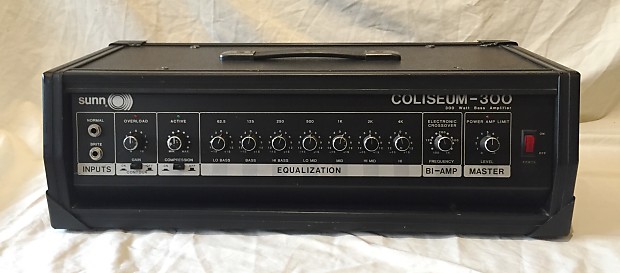 sunn
COLISEUM-300
300 Watt Bass Amplifier
NORMAL
BRITE
INPUTS
OVERLOAD
GAIN
CONTOUR
ACTIVE
COMPRESSION
62.5 125 250 500 1K 2K 4K
LO BASS BASS HI BASS LO MID MID HI MID HI
EQUALIZATION
ELECTRONIC
CROSSOVER
FREQUENCY
BI-AMP
POWER AMP LIMIT
LEVEL
MASTER
ON
OFF
POWER